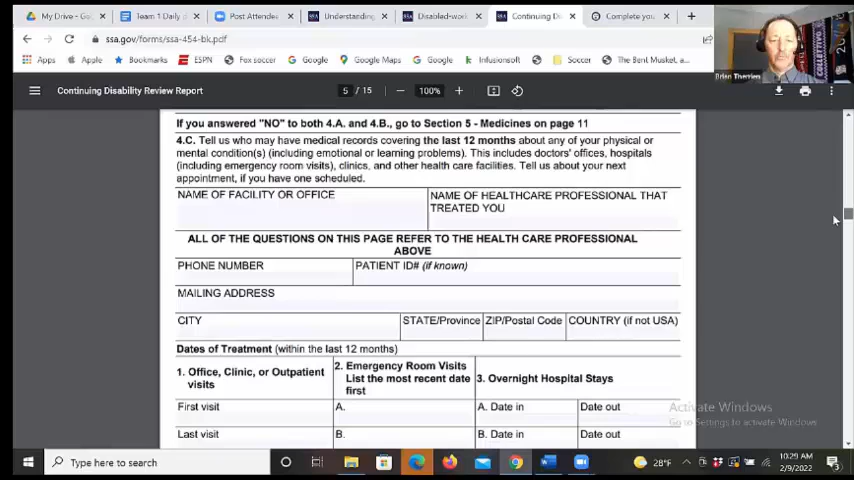 My Drive - G
Team 1 Daily p
Post Attendee
Understanding
Disabled-work
Continuing Dis
Complete you
ssa.gov/forms/ssa-454-bk.pdf
Apps
Apple
Bookmarks
ESPN
Fox soccer
Google
Google
Infusionsoft
Soccer
The Bent Musket, a
Brian Therrien
COLLETTIVO
Continuing Disability Review Report
5 / 15
100%
If you answered "NO" to both 4.A. and 4.B., go to Section 5 - Medicines on page 11
4.C. Tell us who may have medical records covering the last 12 months about any of your physical or
mental condition(s) (including emotional or learning problems). This includes doctors' offices, hospitals
(including emergency room visits), clinics, and other health care facilities. Tell us about your next
appointment, if you have one scheduled.
NAME OF FACILITY OR OFFICE
NAME OF HEALTHCARE PROFESSIONAL THAT
TREATED YOU
ALL OF THE QUESTIONS ON THIS PAGE REFER TO THE HEALTH CARE PROFESSIONAL
ABOVE
PHONE NUMBER
PATIENT ID# (if known)
MAILING ADDRESS
CITY
STATE/Province
ZIP/Postal Code
COUNTRY (if not USA)
Dates of Treatment (within the last 12 months)
1. Office, Clinic, or Outpatient
visits
2. Emergency Room Visits
List the most recent date
first
3. Overnight Hospital Stays
First visit
A.
A. Date in
Date out
Last visit
B.
B. Date in
Date out
Activate Windows
Go to Settings to activate Windows.
Type here to search
28°F
10:29 AM
2/9/2022